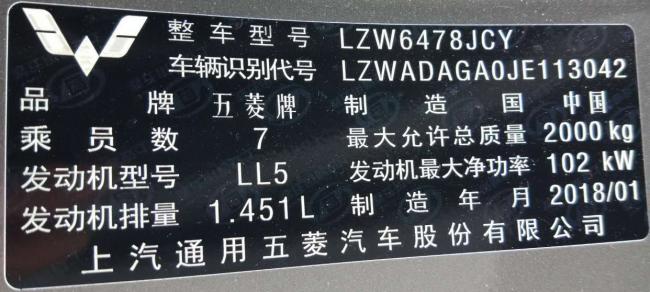 整车型号 LZW6478JCY
车辆识别代号 LZWADAGA0JE113042
品牌 五菱牌 制造国 中国
乘员数 7 最大允许总质量 2000 kg
发动机型号 LL5 发动机最大净功率 102 kW
发动机排量 1.451L 制造年月 2018/01
上汽通用五菱汽车股份有限公司